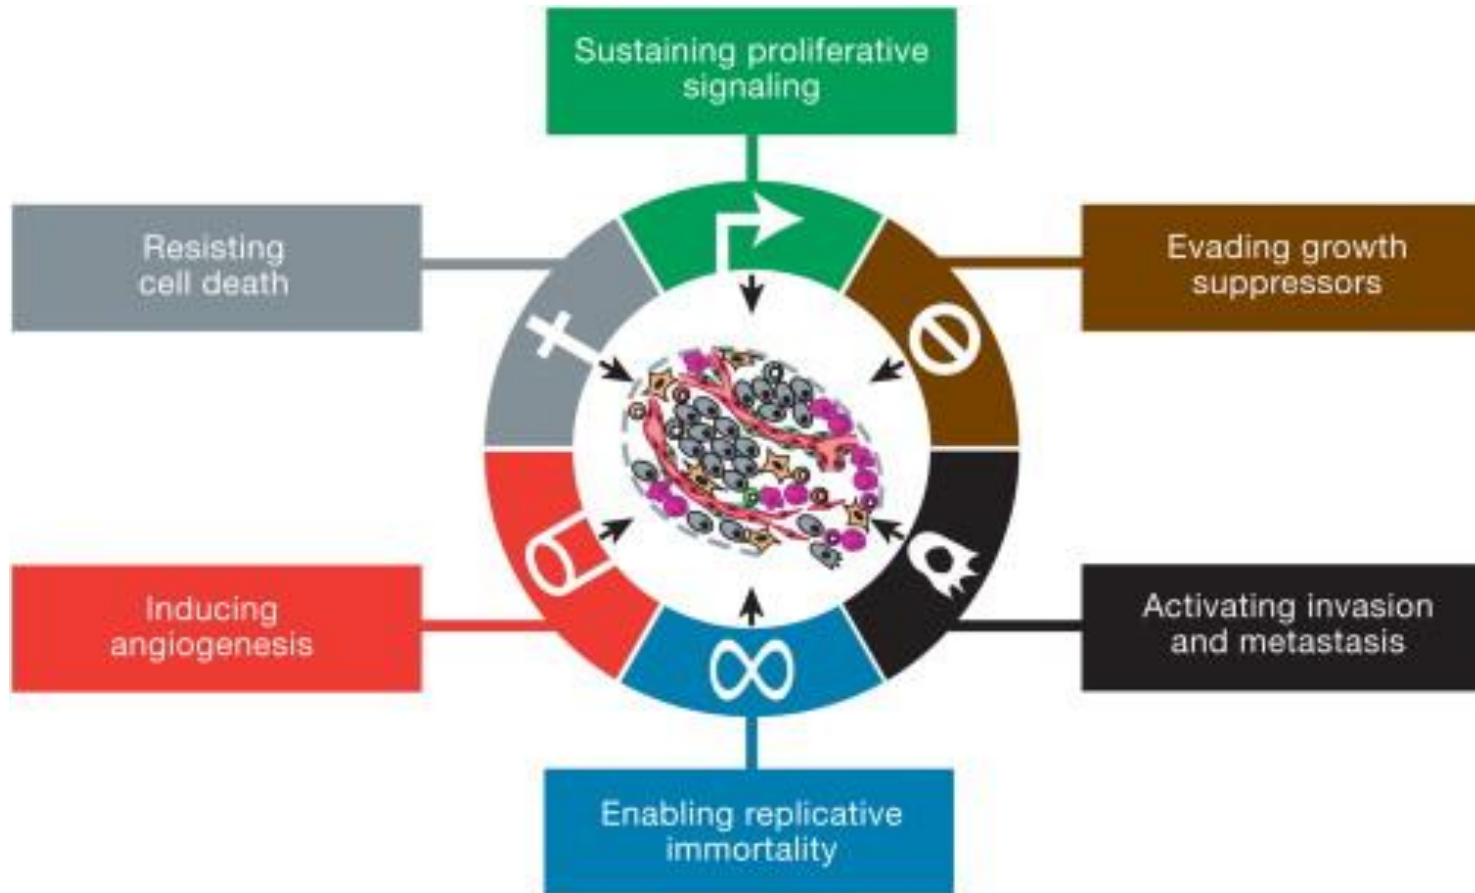 Sustaining proliferative
signaling
Resisting
cell death
Evading growth
suppressors
Inducing
angiogenesis
Activating invasion
and metastasis
Enabling replicative
immortality